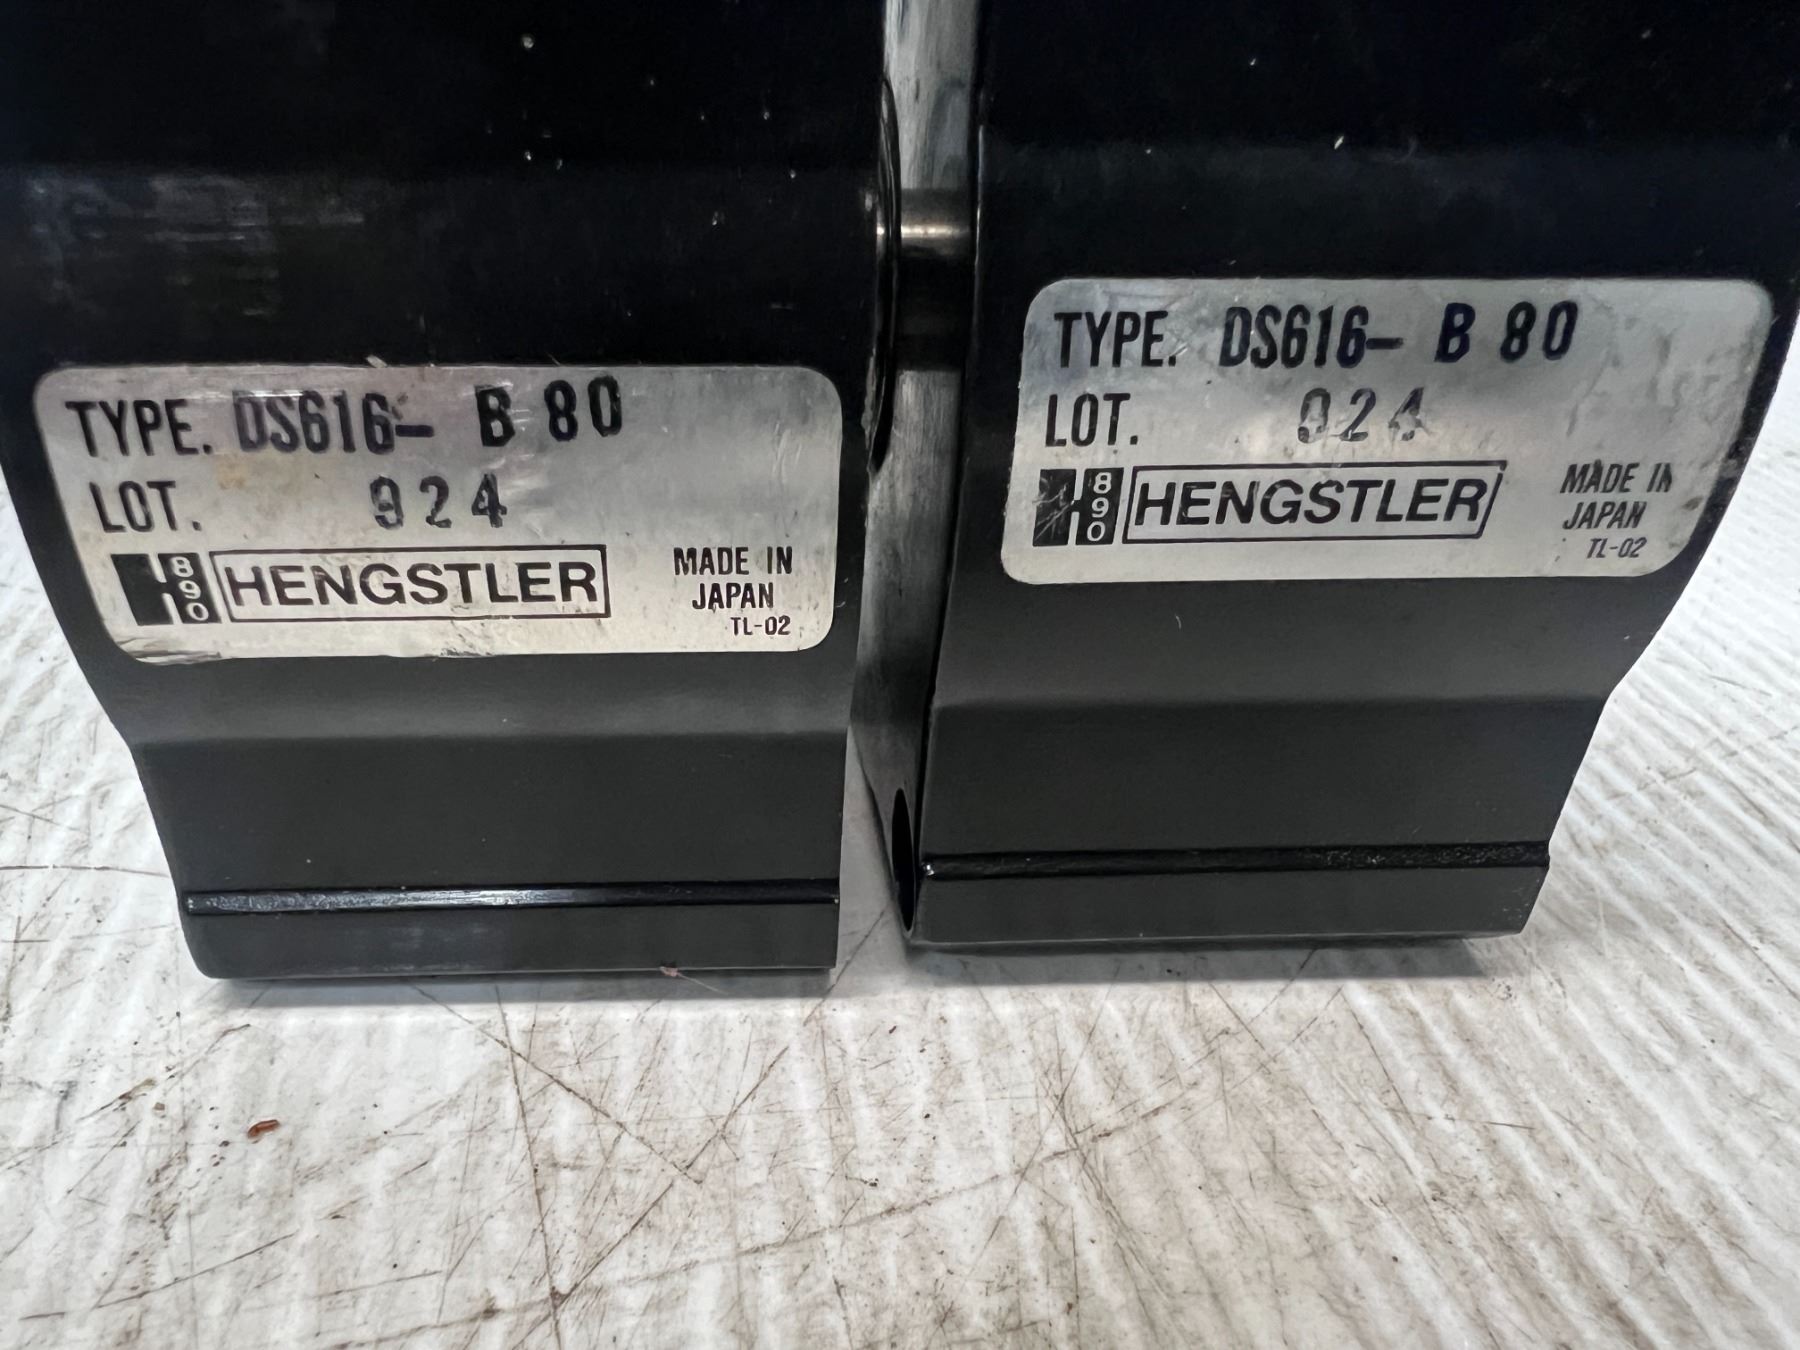 TYPE. DS616- B 80
LOT. 924
890 HENGSTLER
MADE IN
JAPAN
TL-02
TYPE. DS616- B 80
LOT. 924
890 HENGSTLER
MADE IN
JAPAN
TL-02